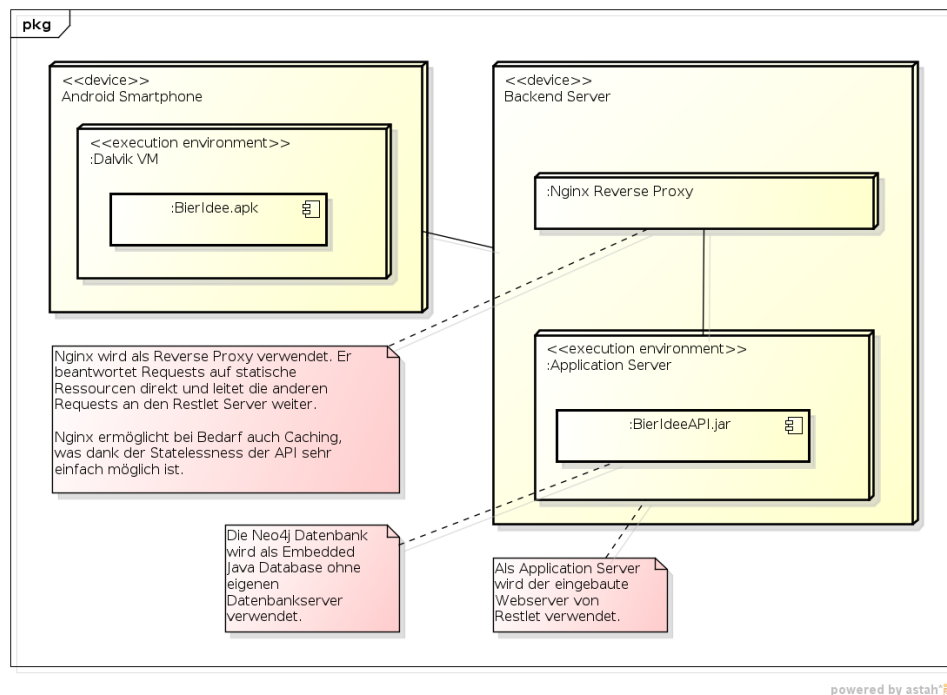 pkg
<<device>>
Android Smartphone
<<execution environment>>
:Dalvik VM
:BierIdee.apk
<<device>>
Backend Server
:Nginx Reverse Proxy
<<execution environment>>
:Application Server
:BierIdeeAPI.jar
Nginx wird als Reverse Proxy verwendet. Er
beantwortet Requests auf statische
Ressourcen direkt und leitet die anderen
Requests an den Restlet Server weiter.
Nginx ermöglicht bei Bedarf auch Caching,
was dank der Statelessness der API sehr
einfach möglich ist.
Die Neo4j Datenbank
wird als Embedded
Java Database ohne
eigenen
Datenbankserver
verwendet.
Als Application Server
wird der eingebaute
Webserver von
Restlet verwendet.
powered by astah*